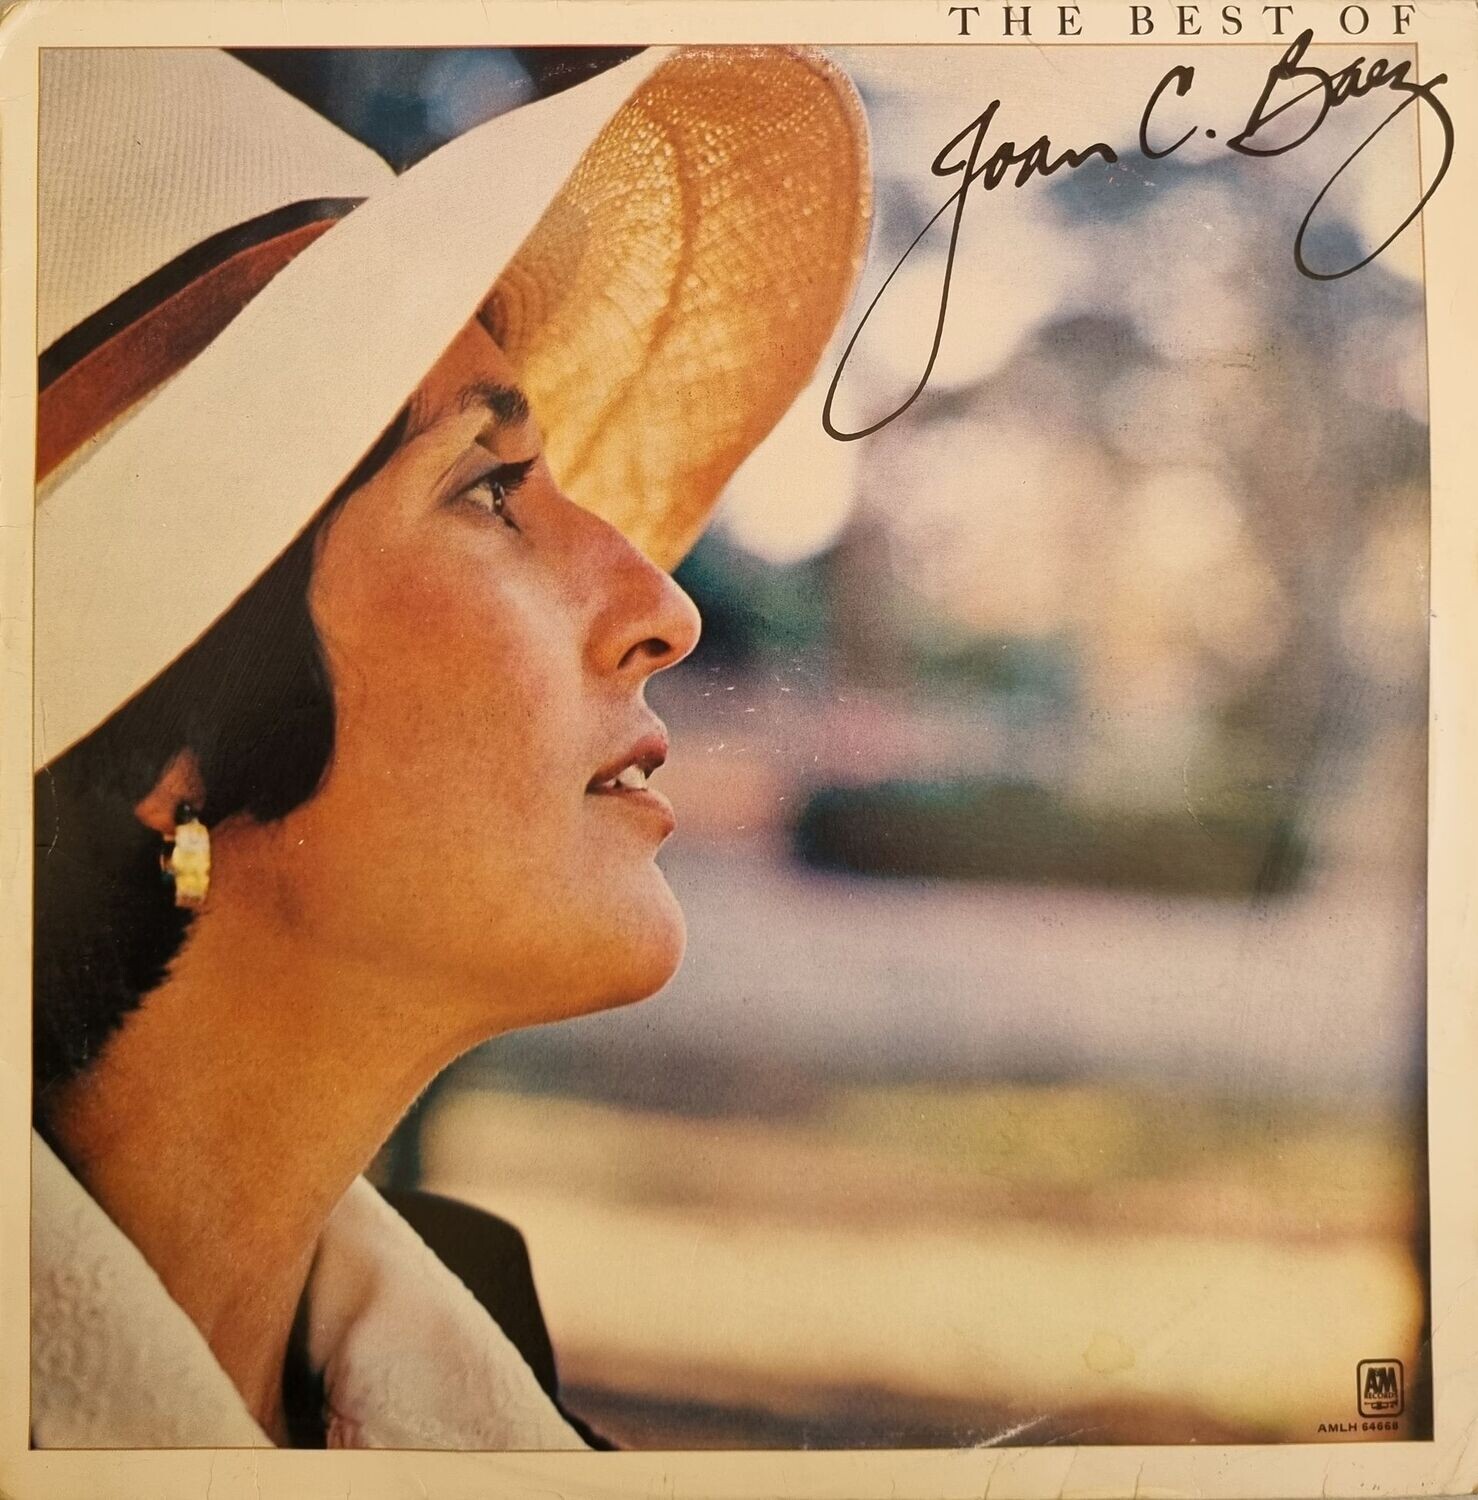 THE BEST OF
Joan C. Baez
A&M
RECORDS
AMLH 64668